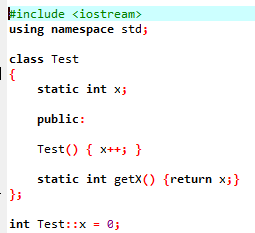 #include <iostream>
using namespace std;
class Test
{
static int x;
public:
Test() { x++; }
static int getX() {return x;}
};
int Test::x = 0;